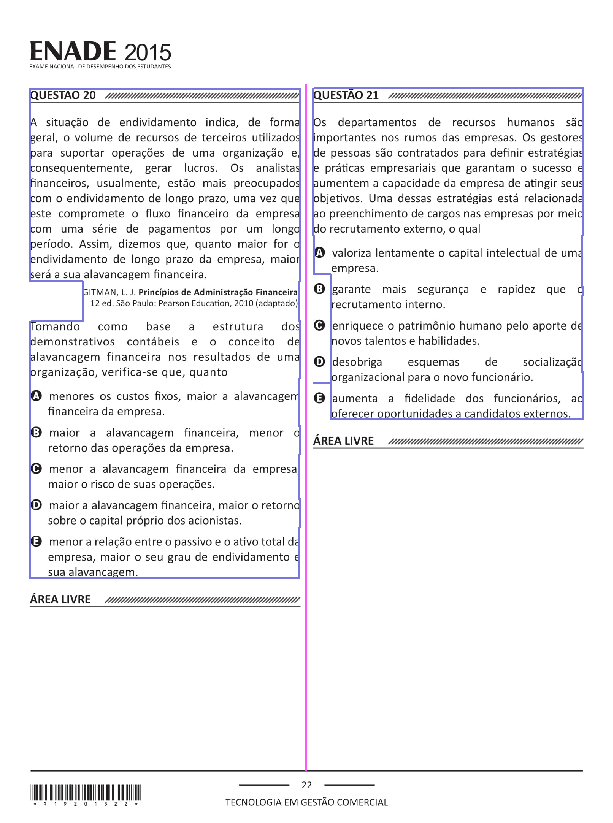 ENADE 2015
EXAME NACIONAL DE DESEMPENHO DOS ESTUDANTES
QUESTÃO 20
A situação de endividamento indica, de forma
geral, o volume de recursos de terceiros utilizados
para suportar operações de uma organização e,
consequentemente, gerar lucros. Os analistas
financeiros, usualmente, estão mais preocupados
com o endividamento de longo prazo, uma vez que
este compromete o fluxo financeiro da empresa
com uma série de pagamentos por um longo
período. Assim, dizemos que, quanto maior for o
endividamento de longo prazo da empresa, maior
será a sua alavancagem financeira.
GITMAN, L. J. Princípios de Administração Financeira.
12 ed. São Paulo: Pearson Education, 2010 (adaptado).
Tomando como base a estrutura dos
demonstrativos contábeis e o conceito de
alavancagem financeira nos resultados de uma
organização, verifica-se que, quanto
A menores os custos fixos, maior a alavancagem
financeira da empresa.
B maior a alavancagem financeira, menor o
retorno das operações da empresa.
C menor a alavancagem financeira da empresa,
maior o risco de suas operações.
D maior a alavancagem financeira, maior o retorno
sobre o capital próprio dos acionistas.
E menor a relação entre o passivo e o ativo total da
empresa, maior o seu grau de endividamento e
sua alavancagem.
ÁREA LIVRE
QUESTÃO 21
Os departamentos de recursos humanos são
importantes nos rumos das empresas. Os gestores
de pessoas são contratados para definir estratégias
e práticas empresariais que garantam o sucesso e
aumentem a capacidade da empresa de atingir seus
objetivos. Uma dessas estratégias está relacionada
ao preenchimento de cargos nas empresas por meio
do recrutamento externo, o qual
A valoriza lentamente o capital intelectual de uma
empresa.
B garante mais segurança e rapidez que o
recrutamento interno.
C enriquece o patrimônio humano pelo aporte de
novos talentos e habilidades.
D desobriga esquemas de socialização
organizacional para o novo funcionário.
E aumenta a fidelidade dos funcionários, ao
oferecer oportunidades a candidatos externos.
ÁREA LIVRE
22
TECNOLOGIA EM GESTÃO COMERCIAL